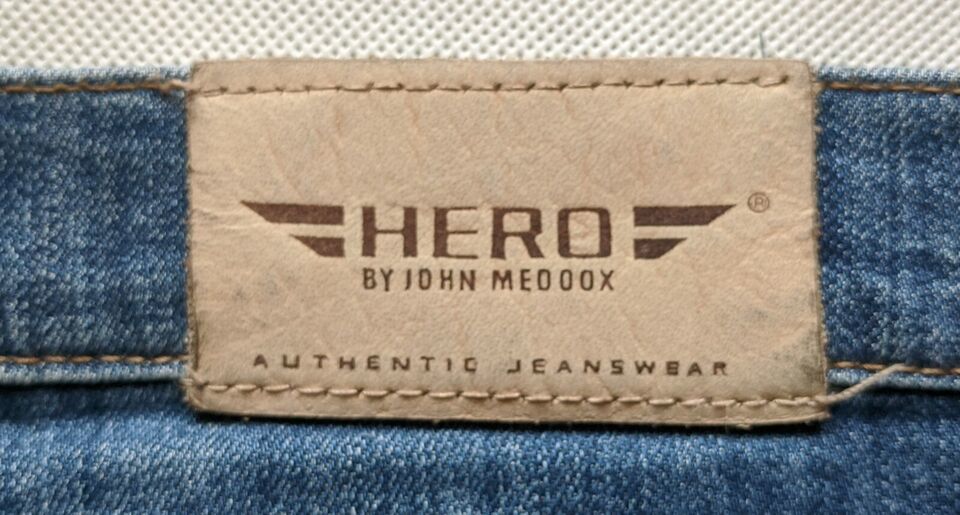 HERO ®
BY JOHN MEDOOX
AUTHENTIC JEANSWEAR